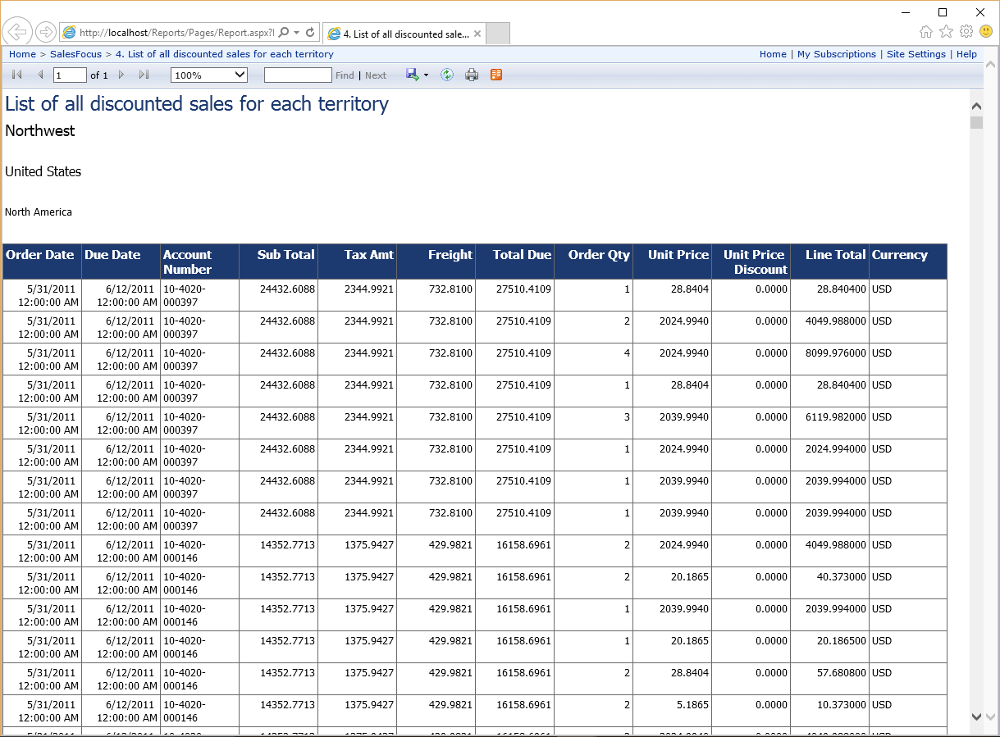 http://localhost/Reports/Pages/Report.aspx?I
4. List of all discounted sale...
Home > SalesFocus > 4. List of all discounted sales for each territory
Home | My Subscriptions | Site Settings | Help
1 of 1 100% Find | Next
List of all discounted sales for each territory
Northwest
United States
North America
Order Date Due Date Account Number Sub Total Tax Amt Freight Total Due Order Qty Unit Price Unit Price Discount Line Total Currency
5/31/2011 12:00:00 AM 6/12/2011 12:00:00 AM 10-4020-000397 24432.6088 2344.9921 732.8100 27510.4109 1 28.8404 0.0000 28.840400 USD
5/31/2011 12:00:00 AM 6/12/2011 12:00:00 AM 10-4020-000397 24432.6088 2344.9921 732.8100 27510.4109 2 2024.9940 0.0000 4049.988000 USD
5/31/2011 12:00:00 AM 6/12/2011 12:00:00 AM 10-4020-000397 24432.6088 2344.9921 732.8100 27510.4109 4 2024.9940 0.0000 8099.976000 USD
5/31/2011 12:00:00 AM 6/12/2011 12:00:00 AM 10-4020-000397 24432.6088 2344.9921 732.8100 27510.4109 1 28.8404 0.0000 28.840400 USD
5/31/2011 12:00:00 AM 6/12/2011 12:00:00 AM 10-4020-000397 24432.6088 2344.9921 732.8100 27510.4109 3 2039.9940 0.0000 6119.982000 USD
5/31/2011 12:00:00 AM 6/12/2011 12:00:00 AM 10-4020-000397 24432.6088 2344.9921 732.8100 27510.4109 1 2024.9940 0.0000 2024.994000 USD
5/31/2011 12:00:00 AM 6/12/2011 12:00:00 AM 10-4020-000397 24432.6088 2344.9921 732.8100 27510.4109 1 2039.9940 0.0000 2039.994000 USD
5/31/2011 12:00:00 AM 6/12/2011 12:00:00 AM 10-4020-000397 24432.6088 2344.9921 732.8100 27510.4109 1 2039.9940 0.0000 2039.994000 USD
5/31/2011 12:00:00 AM 6/12/2011 12:00:00 AM 10-4020-000146 14352.7713 1375.9427 429.9821 16158.6961 2 2024.9940 0.0000 4049.988000 USD
5/31/2011 12:00:00 AM 6/12/2011 12:00:00 AM 10-4020-000146 14352.7713 1375.9427 429.9821 16158.6961 2 20.1865 0.0000 40.373000 USD
5/31/2011 12:00:00 AM 6/12/2011 12:00:00 AM 10-4020-000146 14352.7713 1375.9427 429.9821 16158.6961 1 2039.9940 0.0000 2039.994000 USD
5/31/2011 12:00:00 AM 6/12/2011 12:00:00 AM 10-4020-000146 14352.7713 1375.9427 429.9821 16158.6961 1 20.1865 0.0000 20.186500 USD
5/31/2011 12:00:00 AM 6/12/2011 12:00:00 AM 10-4020-000146 14352.7713 1375.9427 429.9821 16158.6961 2 28.8404 0.0000 57.680800 USD
5/31/2011 12:00:00 AM 6/12/2011 12:00:00 AM 10-4020-000146 14352.7713 1375.9427 429.9821 16158.6961 2 5.1865 0.0000 10.373000 USD